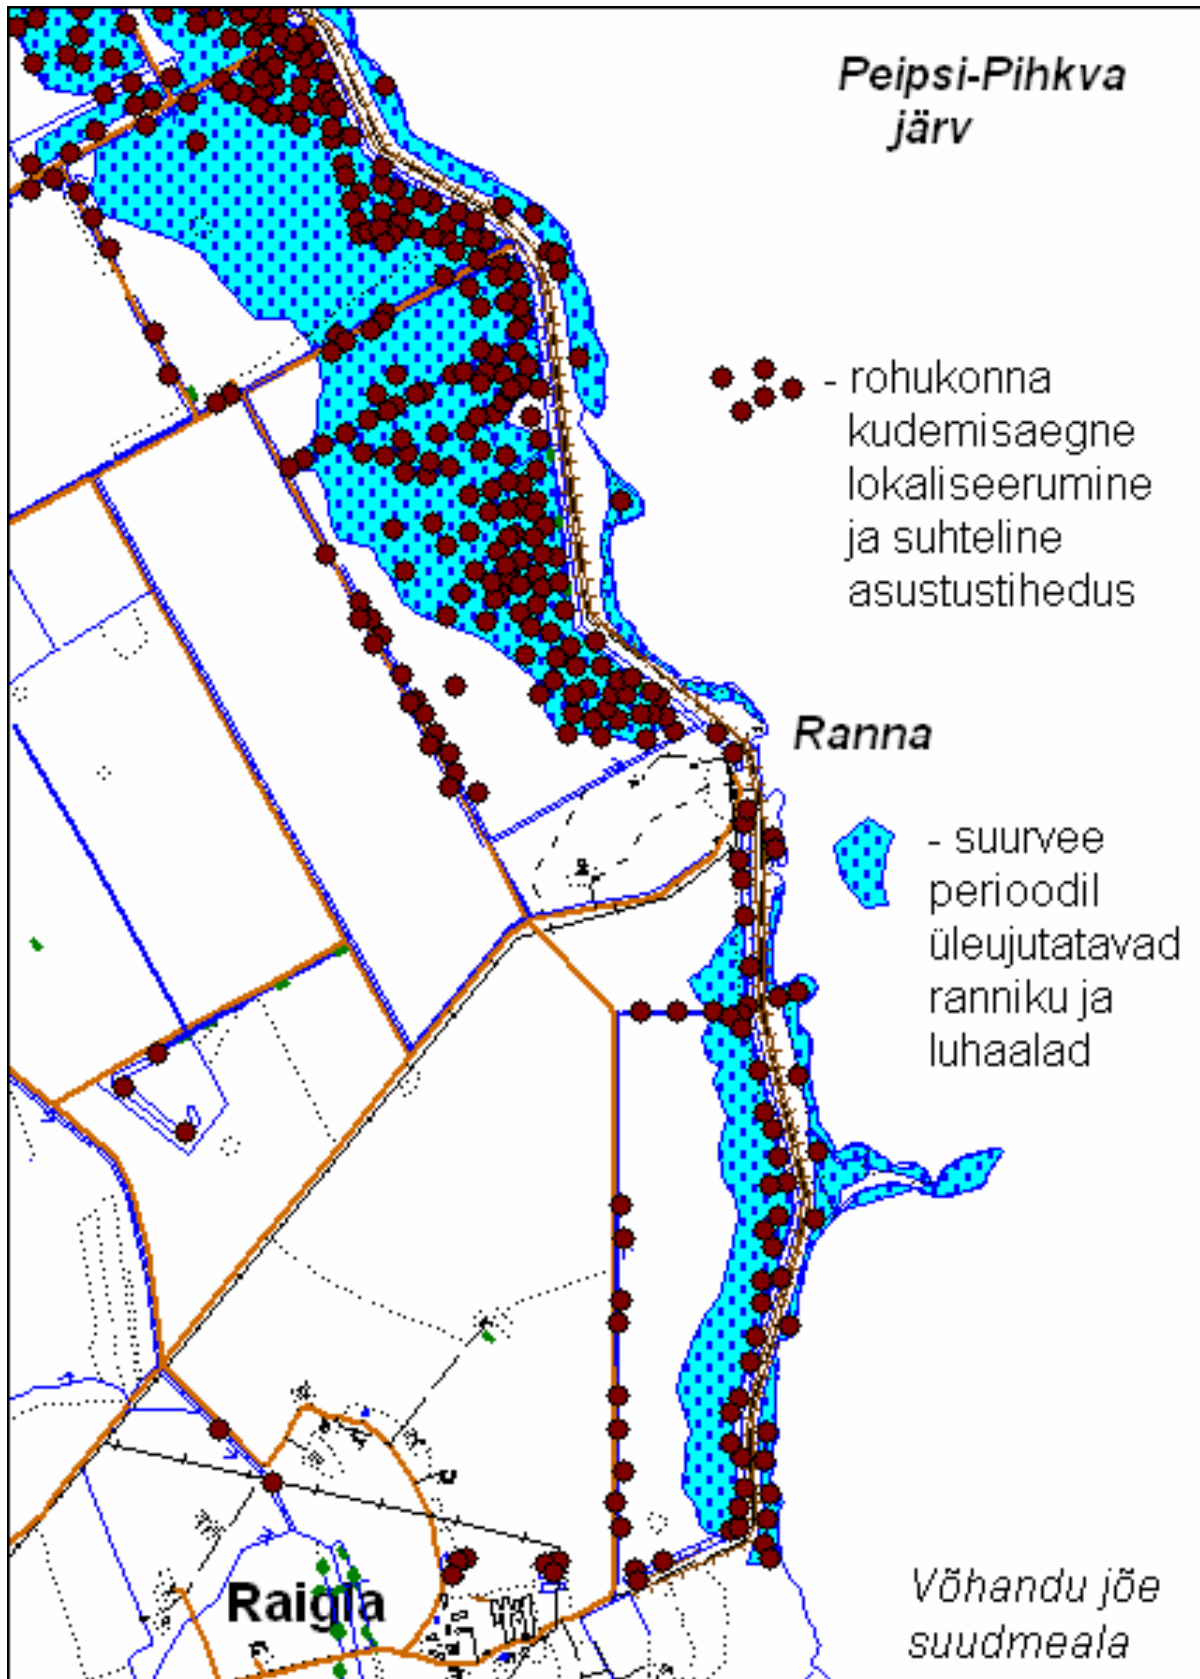 Peipsi-Pihkva
järv
- rohukonna
kudemisaegne
lokaliseerumine
ja suhteline
asustustihedus
Ranna
- suurvee
perioodil
üleujutatavad
ranniku ja
luhaalad
Raigla
Võhandu jõe
suudmeala